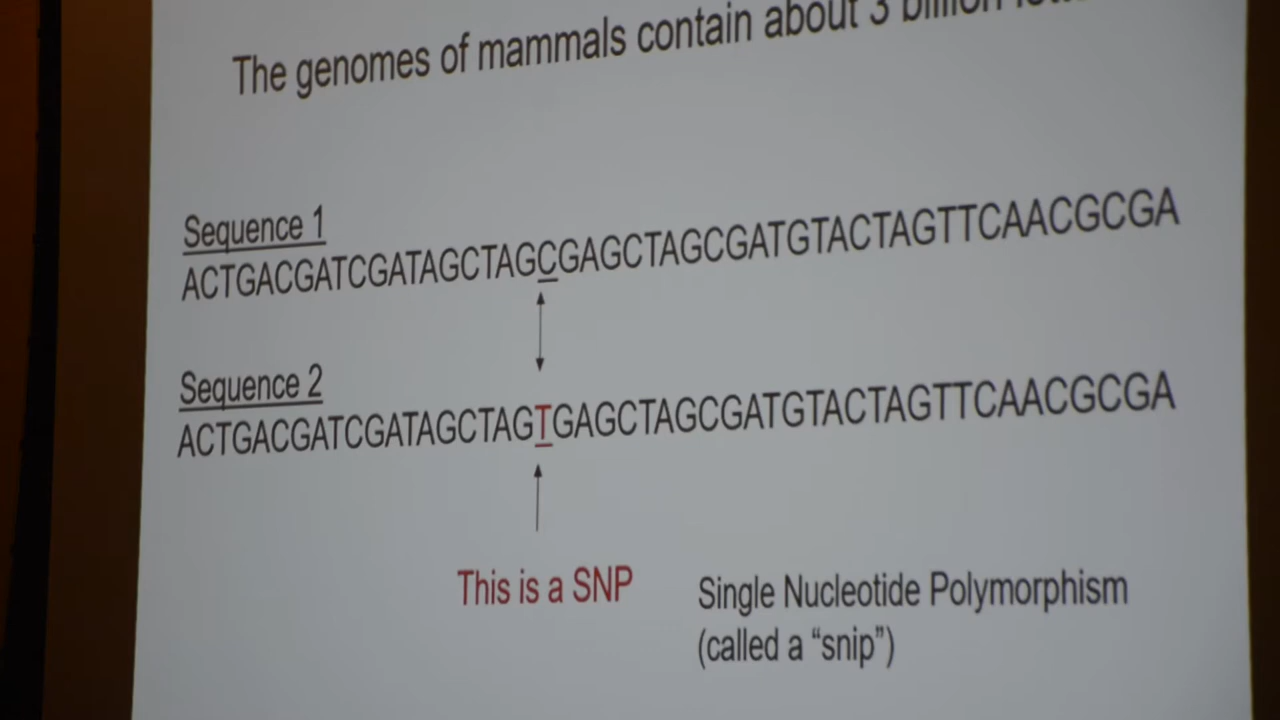 The genomes of mammals contain about 3 billion
Sequence 1
ACTGACGATCGATAGCTAGCGAGCTAGCGATGTACTAGTTCAACGCGA
Sequence 2
ACTGACGATCGATAGCTAGTGAGCTAGCGATGTACTAGTTCAACGCGA
This is a SNP
Single Nucleotide Polymorphism
(called a “snip”)